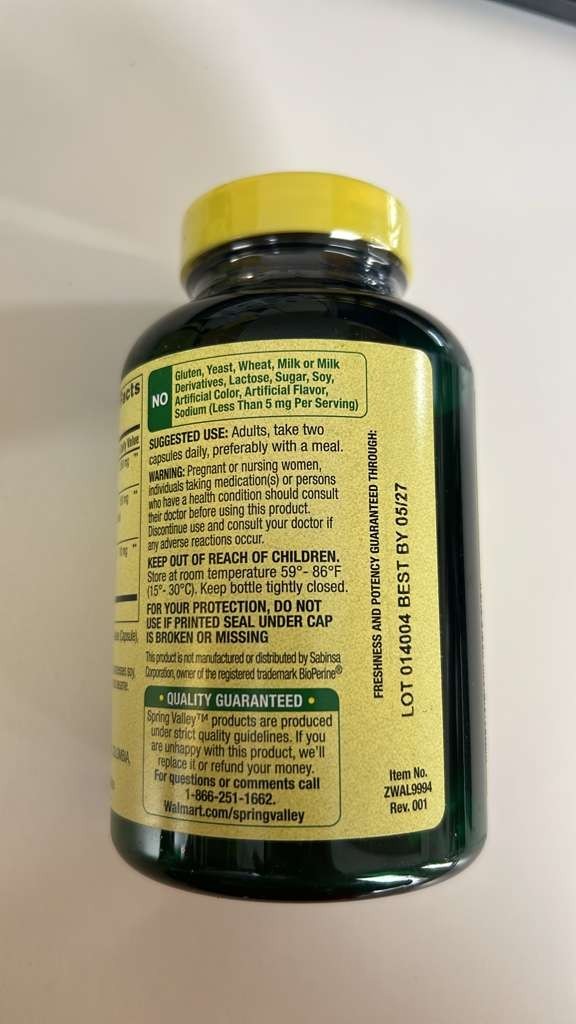 acts
NO
Gluten, Yeast, Wheat, Milk or Milk
Derivatives, Lactose, Sugar, Soy,
Artificial Color, Artificial Flavor,
Sodium (Less Than 5 mg Per Serving)
SUGGESTED USE: Adults, take two
capsules daily, preferably with a meal.
WARNING: Pregnant or nursing women,
individuals taking medication(s) or persons
who have a health condition should consult
their doctor before using this product.
Discontinue use and consult your doctor if
any adverse reactions occur.
KEEP OUT OF REACH OF CHILDREN.
Store at room temperature 59°- 86°F
(15°- 30°C). Keep bottle tightly closed.
FOR YOUR PROTECTION, DO NOT
USE IF PRINTED SEAL UNDER CAP
IS BROKEN OR MISSING
This product is not manufactured or distributed by Sabinsa
Corporation, owner of the registered trademark BioPerine®
• QUALITY GUARANTEED •
Spring Valley™ products are produced
under strict quality guidelines. If you
are unhappy with this product, we'll
replace it or refund your money.
For questions or comments call
1-866-251-1662.
Walmart.com/springvalley
FRESHNESS AND POTENCY GUARANTEED THROUGH:
LOT 014004 BEST BY 05/27
Item No.
ZWAL9994
Rev. 001